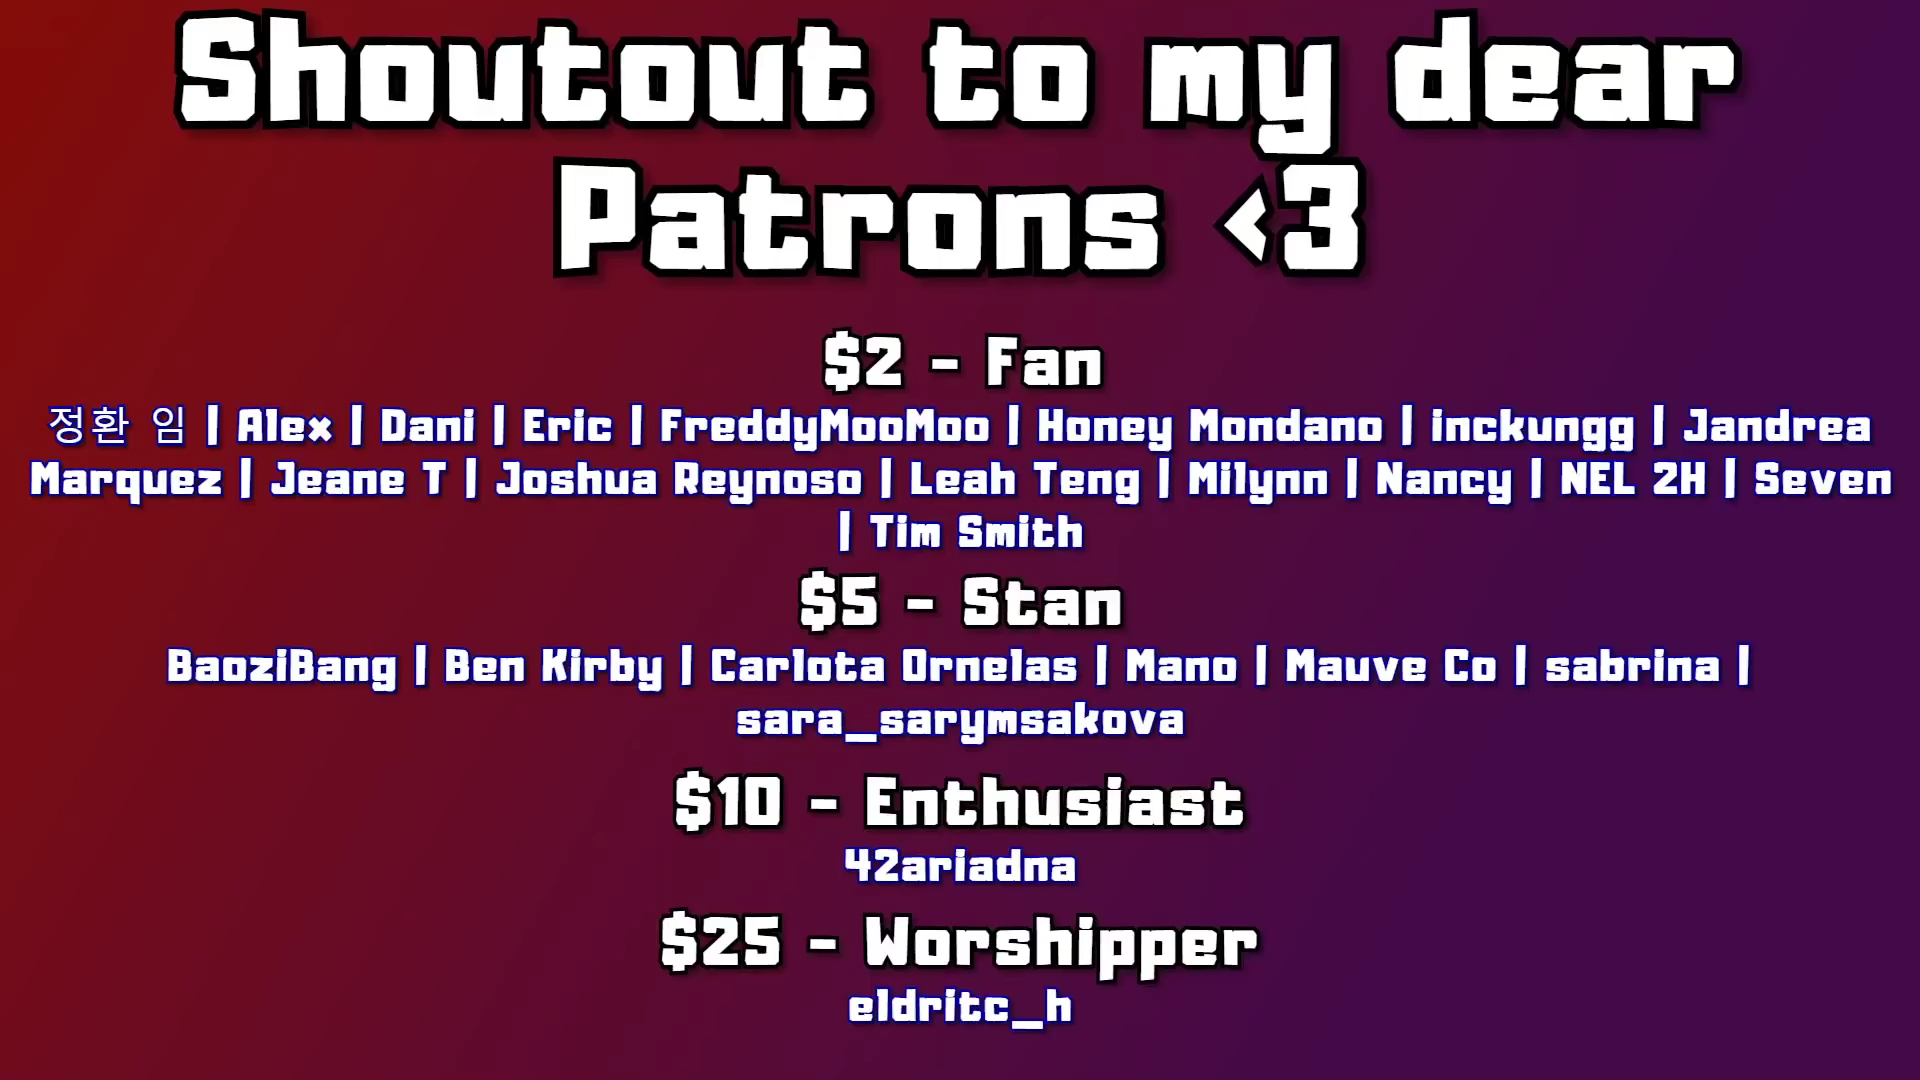 Shoutout to my dear
Patrons <3
$2 - Fan
정환 임 | Alex | Dani | Eric | FreddyMooMoo | Honey Mondano | inckungg | Jandrea
Marquez | Jeane T | Joshua Reynoso | Leah Teng | Milynn | Nancy | NEL 2H | Seven
| Tim Smith
$5 - Stan
BaoziBang | Ben Kirby | Carlota Ornelas | Mano | Mauve Co | sabrina |
sara_sarymsakova
$10 - Enthusiast
42ariadna
$25 - Worshipper
eldritc_h